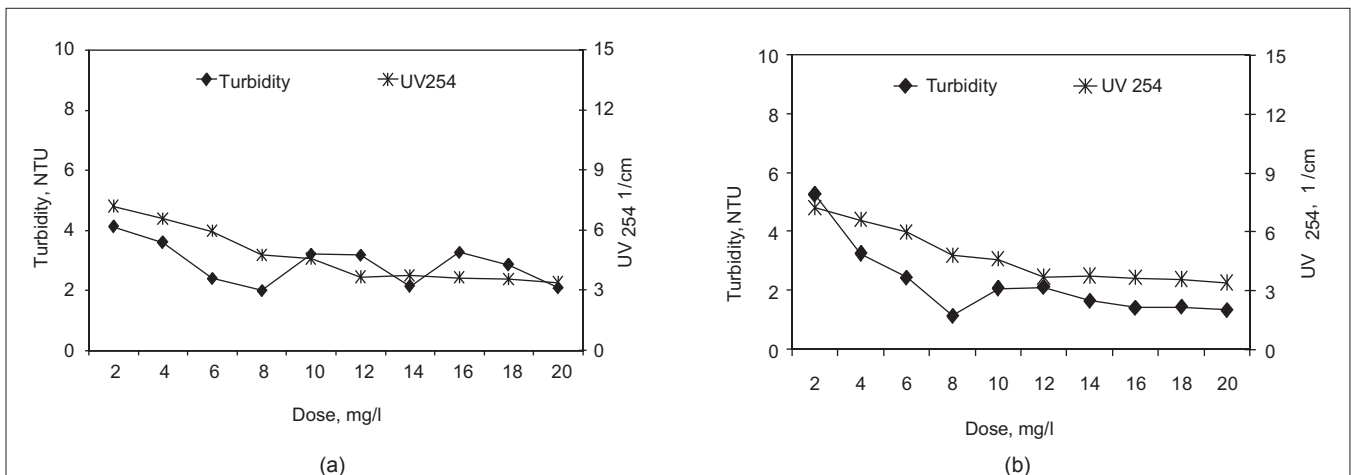 10
8
6
4
2
0
Turbidity, NTU
Turbidity
UV254
15
12
9
6
3
0
UV 254 1/cm
2 4 6 8 10 12 14 16 18 20
Dose, mg/l
(a)
10
8
6
4
2
0
Turbidity, NTU
Turbidity
UV 254
15
12
9
6
3
0
UV 254, 1/cm
2 4 6 8 10 12 14 16 18 20
Dose, mg/l
(b)